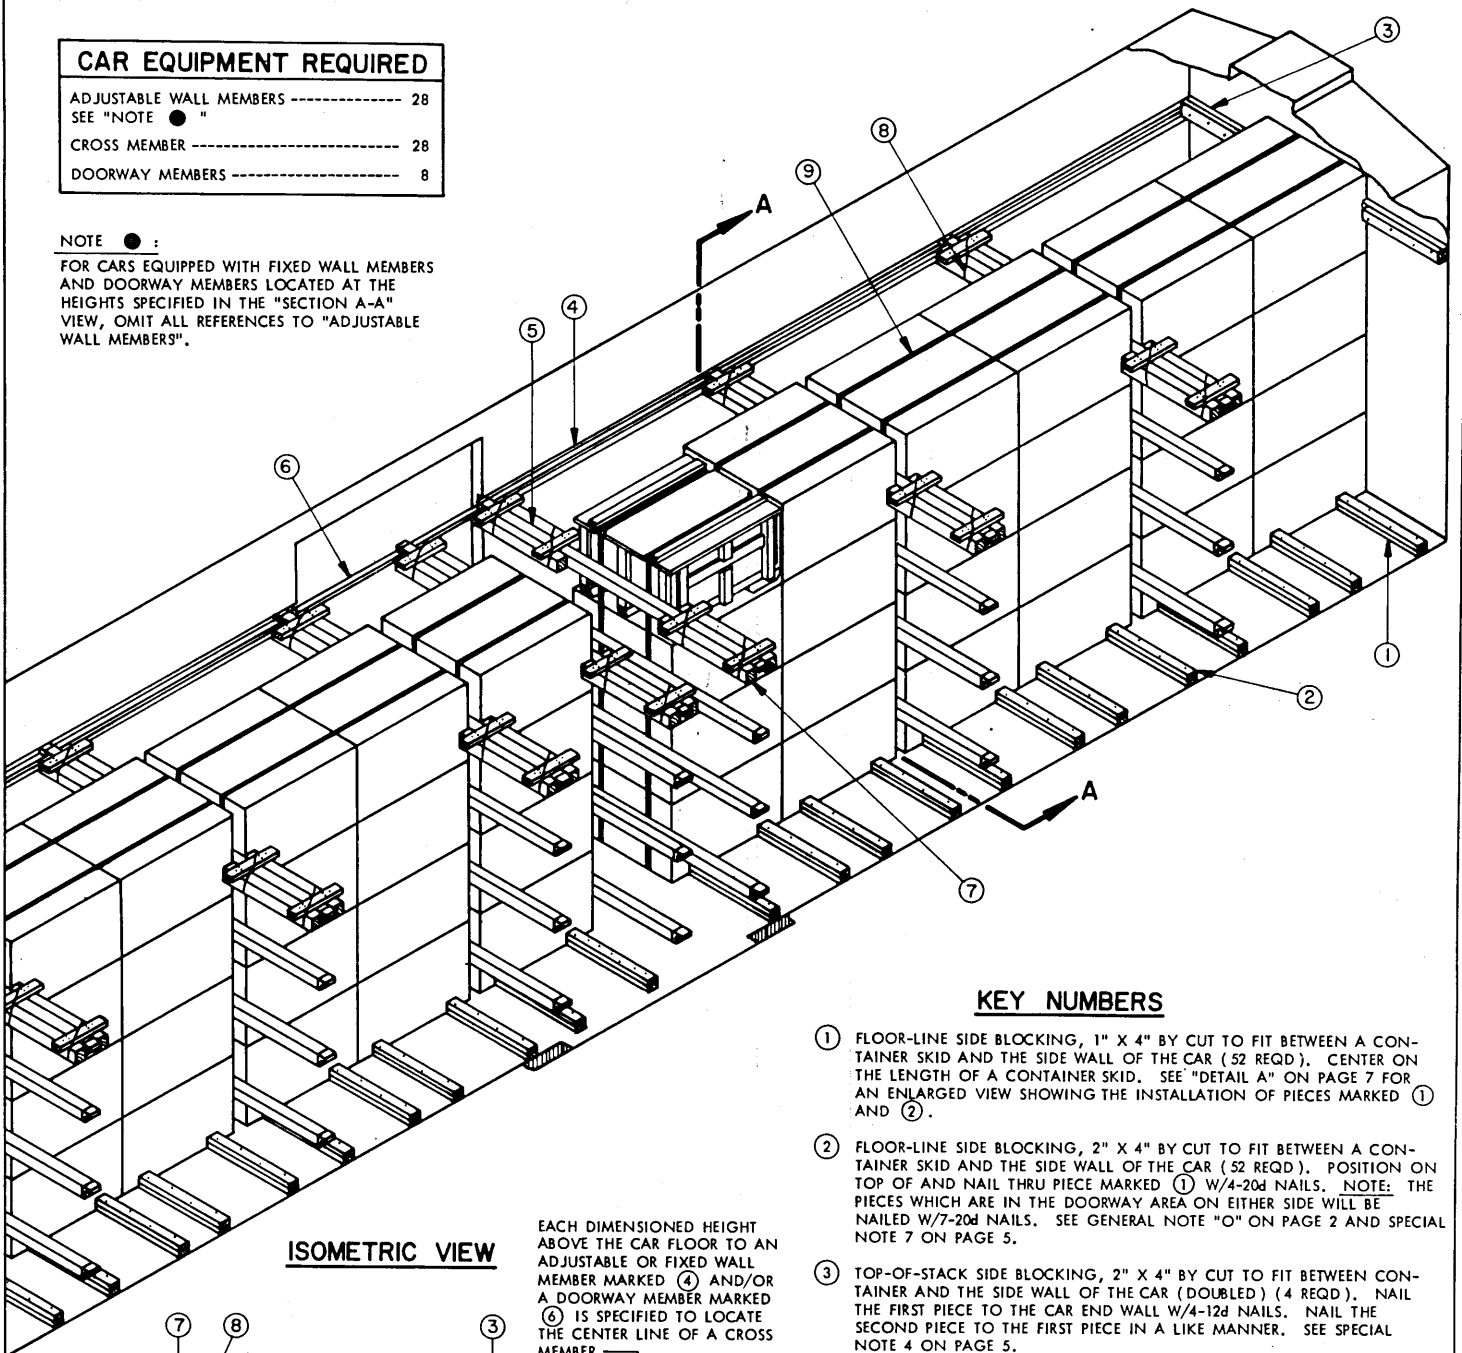 CAR EQUIPMENT REQUIRED
ADJUSTABLE WALL MEMBERS -------------- 28
SEE "NOTE ● "
CROSS MEMBER -------------------------- 28
DOORWAY MEMBERS --------------------- 8
NOTE ● :
FOR CARS EQUIPPED WITH FIXED WALL MEMBERS
AND DOORWAY MEMBERS LOCATED AT THE
HEIGHTS SPECIFIED IN THE "SECTION A-A"
VIEW, OMIT ALL REFERENCES TO "ADJUSTABLE
WALL MEMBERS".
3
8
9
A
4
5
6
1
2
A
7
ISOMETRIC VIEW
7
8
3
EACH DIMENSIONED HEIGHT
ABOVE THE CAR FLOOR TO AN
ADJUSTABLE OR FIXED WALL
MEMBER MARKED ④ AND/OR
A DOORWAY MEMBER MARKED
⑥ IS SPECIFIED TO LOCATE
THE CENTER LINE OF A CROSS
MEMBER
KEY NUMBERS
① FLOOR-LINE SIDE BLOCKING, 1" X 4" BY CUT TO FIT BETWEEN A CON-
TAINER SKID AND THE SIDE WALL OF THE CAR (52 REQD). CENTER ON
THE LENGTH OF A CONTAINER SKID. SEE "DETAIL A" ON PAGE 7 FOR
AN ENLARGED VIEW SHOWING THE INSTALLATION OF PIECES MARKED ①
AND ②.
② FLOOR-LINE SIDE BLOCKING, 2" X 4" BY CUT TO FIT BETWEEN A CON-
TAINER SKID AND THE SIDE WALL OF THE CAR (52 REQD). POSITION ON
TOP OF AND NAIL THRU PIECE MARKED ① W/4-20d NAILS. NOTE: THE
PIECES WHICH ARE IN THE DOORWAY AREA ON EITHER SIDE WILL BE
NAILED W/7-20d NAILS. SEE GENERAL NOTE "O" ON PAGE 2 AND SPECIAL
NOTE 7 ON PAGE 5.
③ TOP-OF-STACK SIDE BLOCKING, 2" X 4" BY CUT TO FIT BETWEEN CON-
TAINER AND THE SIDE WALL OF THE CAR (DOUBLED) (4 REQD). NAIL
THE FIRST PIECE TO THE CAR END WALL W/4-12d NAILS. NAIL THE
SECOND PIECE TO THE FIRST PIECE IN A LIKE MANNER. SEE SPECIAL
NOTE 4 ON PAGE 5.